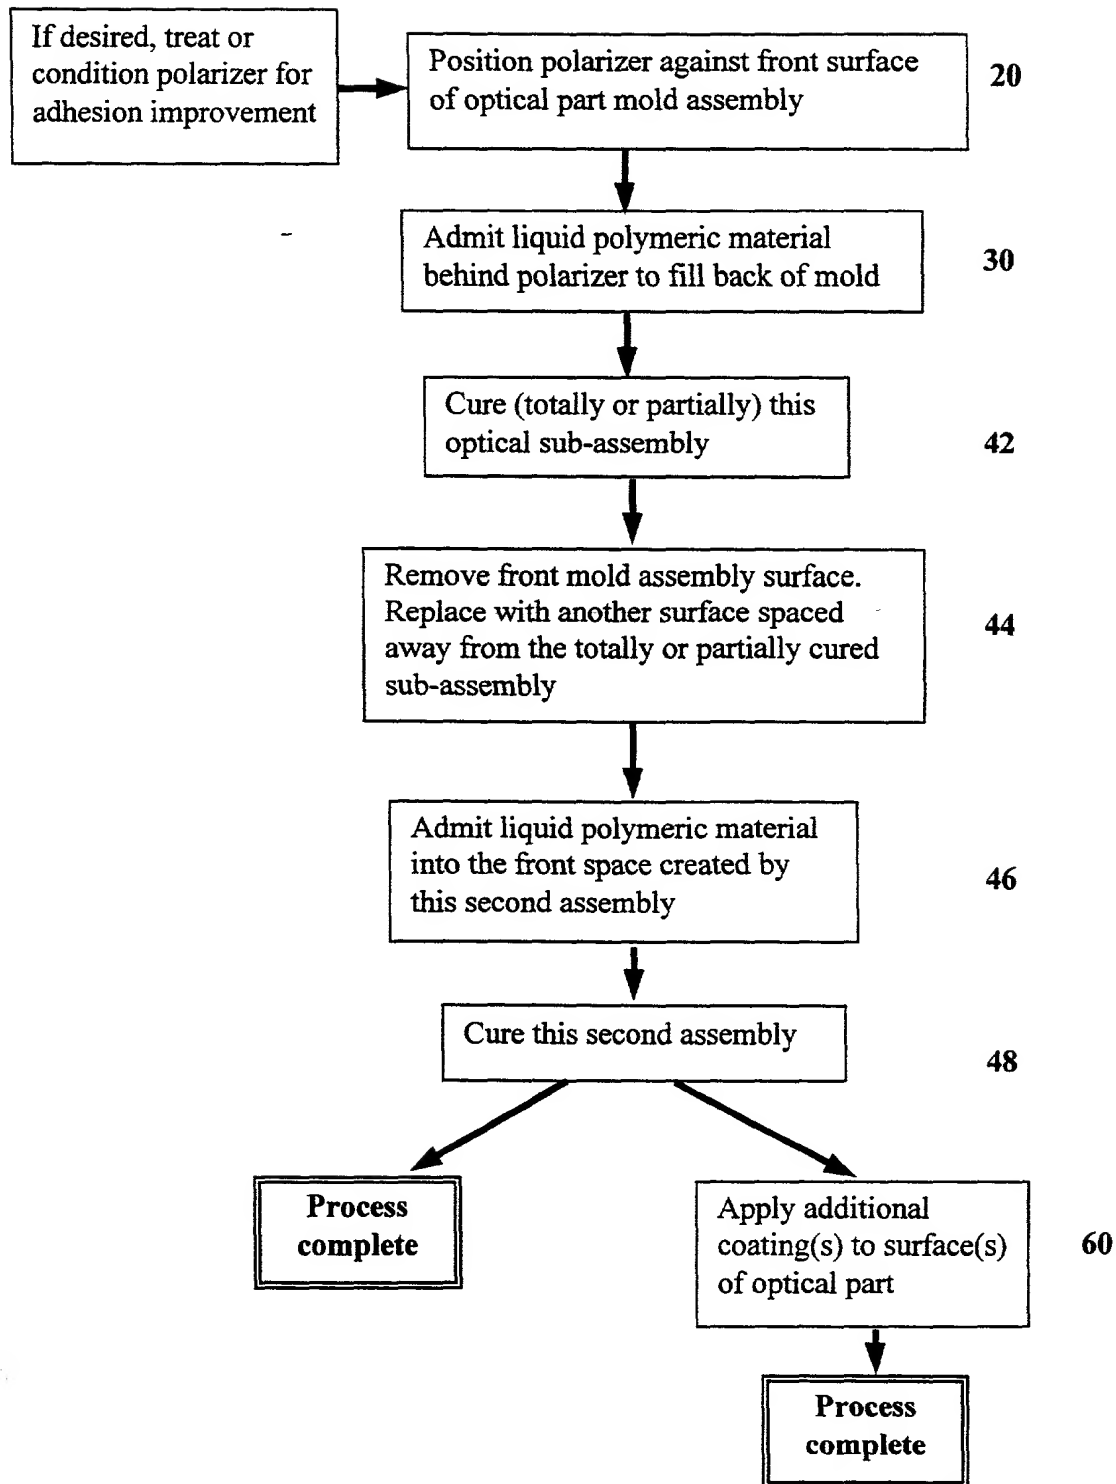 If desired, treat or
condition polarizer for
adhesion improvement
Position polarizer against front surface
of optical part mold assembly
20
Admit liquid polymeric material
behind polarizer to fill back of mold
30
Cure (totally or partially) this
optical sub-assembly
42
Remove front mold assembly surface.
Replace with another surface spaced
away from the totally or partially cured
sub-assembly
44
Admit liquid polymeric material
into the front space created by
this second assembly
46
Cure this second assembly
48
Process
complete
Apply additional
coating(s) to surface(s)
of optical part
60
Process
complete